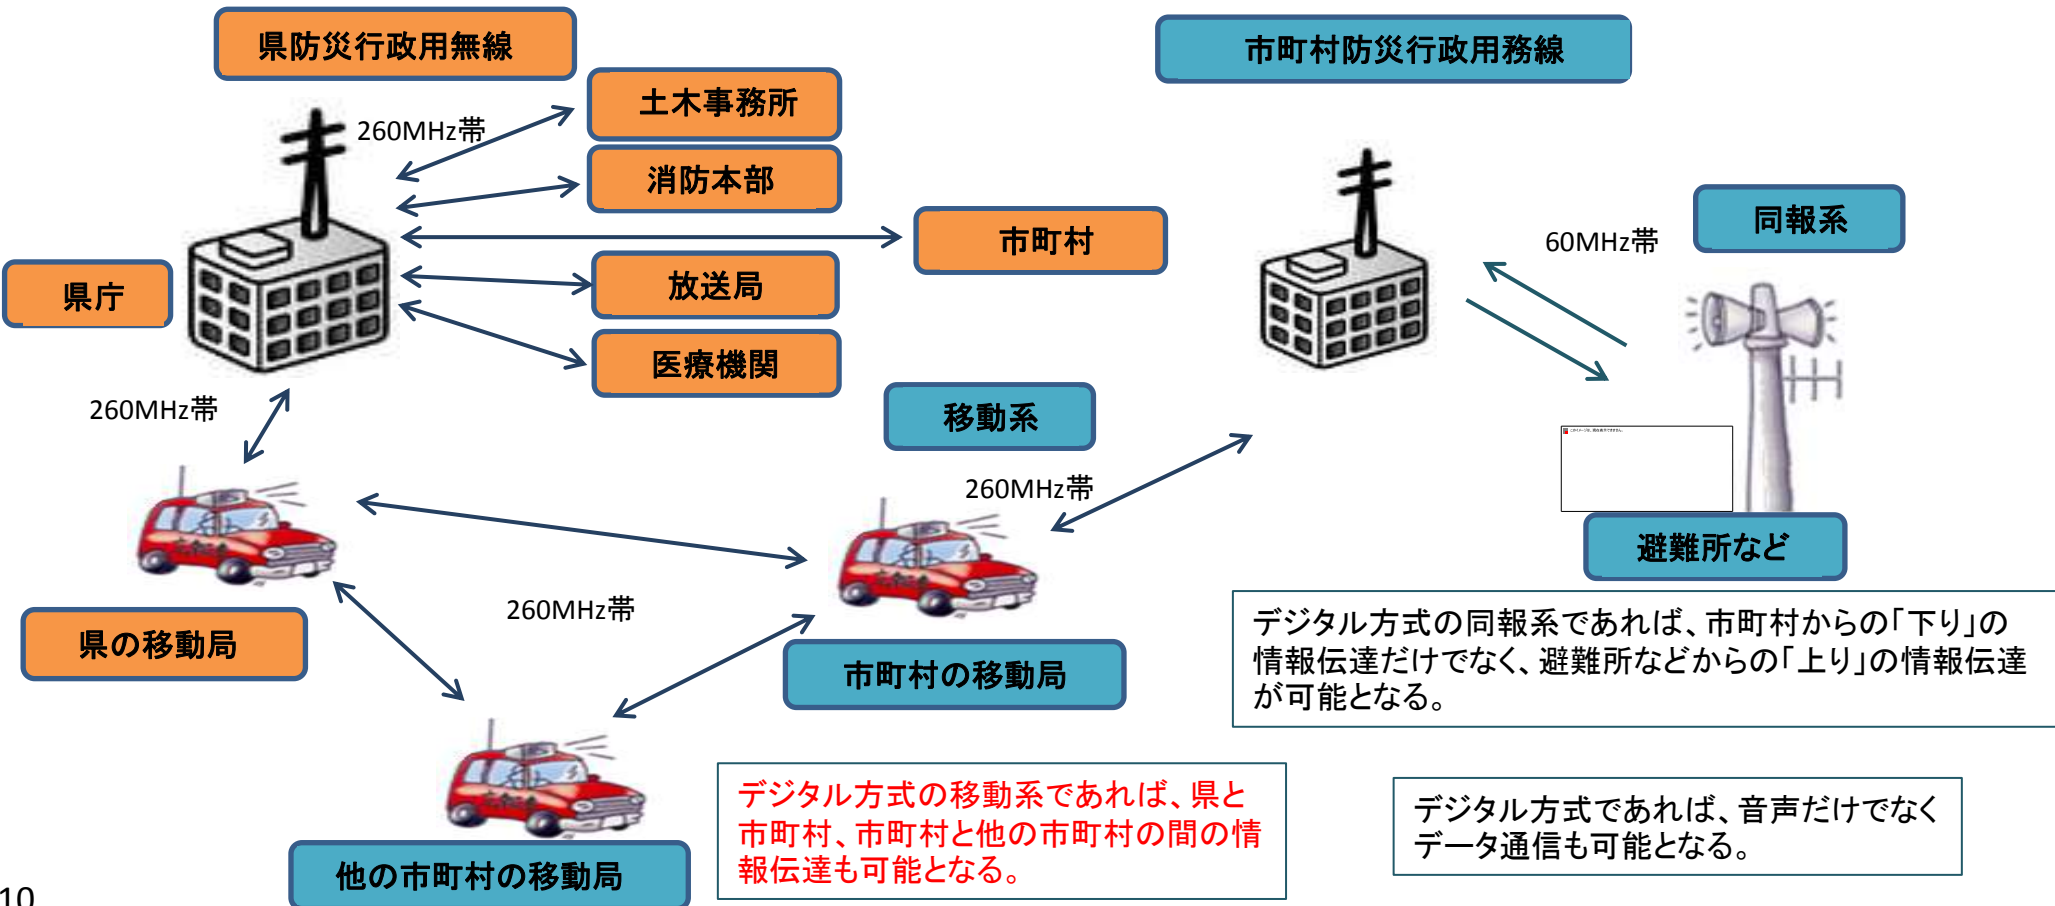 県防災行政用無線
市町村防災行政用務線
土木事務所
260MHz帯
消防本部
同報系
市町村
60MHz帯
県庁
放送局
医療機関
260MHz帯
移動系
260MHz帯
避難所など
260MHz帯
県の移動局
市町村の移動局
デジタル方式の同報系であれば、市町村からの「下り」の
情報伝達だけでなく、避難所などからの「上り」の情報伝達
が可能となる。
デジタル方式の移動系であれば、県と
市町村、市町村と他の市町村の間の情
報伝達も可能となる。
デジタル方式であれば、音声だけでなく
データ通信も可能となる。
他の市町村の移動局
10